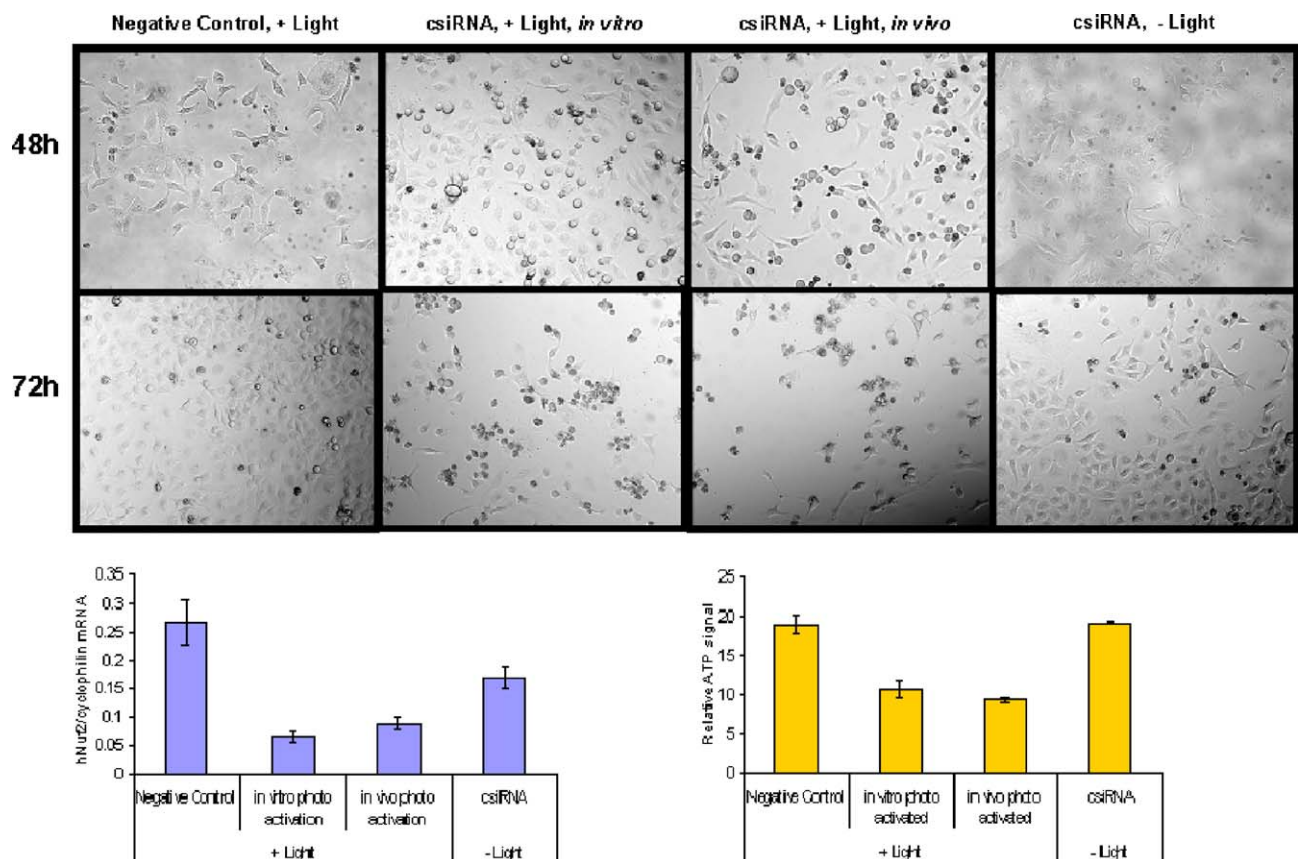 Negative Control, + Light
csiRNA, + Light, in vitro
csiRNA, + Light, in vivo
csiRNA, - Light
48h
72h
hNuf2/cyclophilin mRNA
0.35
0.3
0.25
0.2
0.15
0.1
0.05
0
Negative Control
in vitro photo
activation
in vivo photo
activation
csiRNA
+ Light
- Light
Relative ATP signal
25
20
15
10
5
0
Negative Control
in vitro photo
activated
in vivo photo
activated
csiRNA
+ Light
- Light